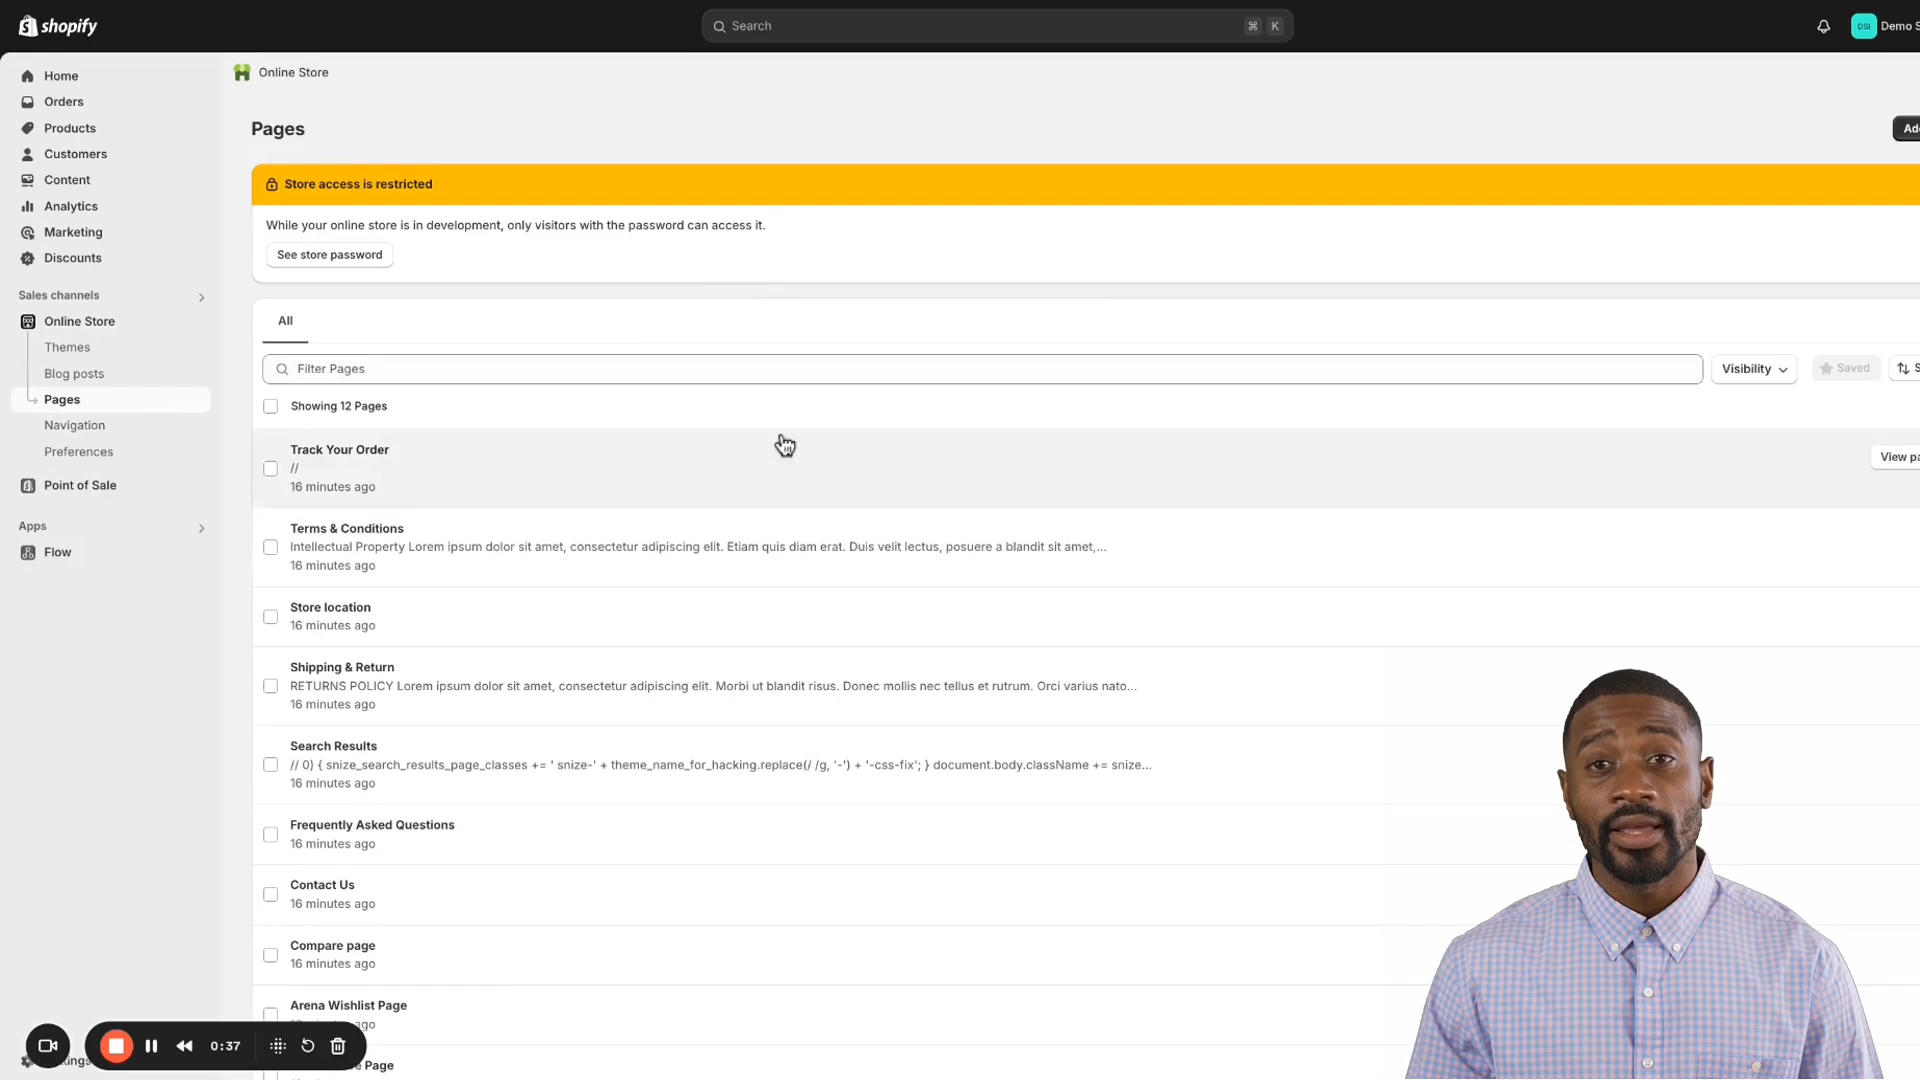 shopify
Search
⌘ K
DSI
Demo S
Home
Orders
Products
Customers
Content
Analytics
Marketing
Discounts
Sales channels
Online Store
Themes
Blog posts
Pages
Navigation
Preferences
Point of Sale
Apps
Flow
Online Store
Pages
Store access is restricted
While your online store is in development, only visitors with the password can access it.
See store password
All
Filter Pages
Visibility
Saved
Showing 12 Pages
Track Your Order
//
16 minutes ago
View pa
Terms & Conditions
Intellectual Property Lorem ipsum dolor sit amet, consectetur adipiscing elit. Etiam quis diam erat. Duis velit lectus, posuere a blandit sit amet,...
16 minutes ago
Store location
16 minutes ago
Shipping & Return
RETURNS POLICY Lorem ipsum dolor sit amet, consectetur adipiscing elit. Morbi ut blandit risus. Donec mollis nec tellus et rutrum. Orci varius nato...
16 minutes ago
Search Results
// 0) { snize_search_results_page_classes += ' snize-' + theme_name_for_hacking.replace(/ /g, '-') + '-css-fix'; } document.body.className += snize...
16 minutes ago
Frequently Asked Questions
16 minutes ago
Contact Us
16 minutes ago
Compare page
16 minutes ago
Arena Wishlist Page
ago
Page
0:37